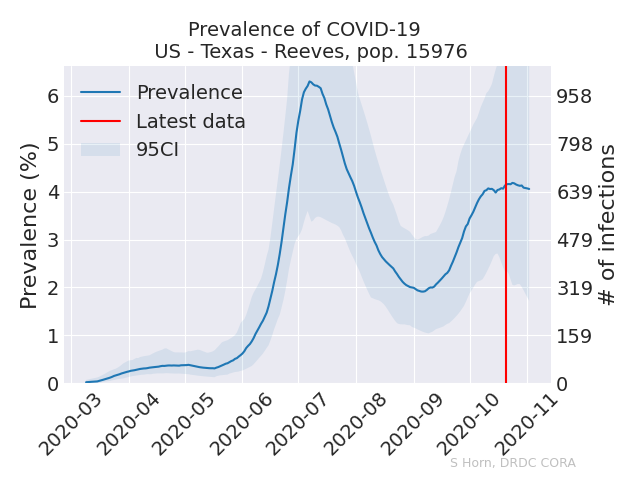 Prevalence of COVID-19
US - Texas - Reeves, pop. 15976
Prevalence
Latest data
95CI
Prevalence (%)
6
5
4
3
2
1
0
958
798
639
479
319
159
0
# of infections
2020-03
2020-04
2020-05
2020-06
2020-07
2020-08
2020-09
2020-10
2020-11
S Horn, DRDC CORA